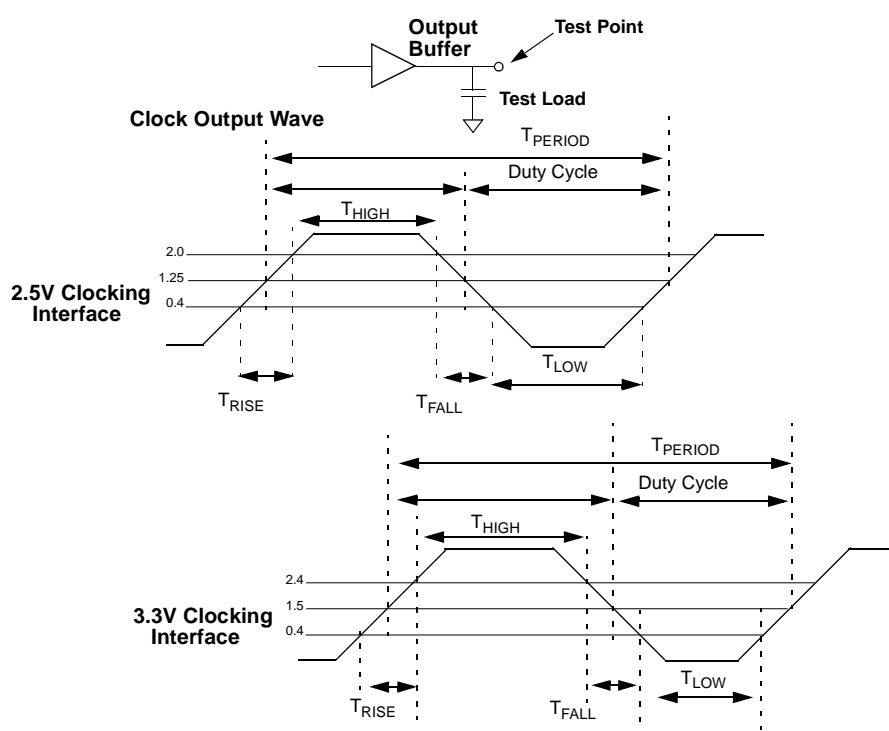 Output
Buffer
Test Point
Test Load
Clock Output Wave
TPERIOD
Duty Cycle
THIGH
2.0
1.25
0.4
2.5V Clocking
Interface
TLOW
TRISE
TFALL
TPERIOD
Duty Cycle
THIGH
2.4
1.5
0.4
3.3V Clocking
Interface
TLOW
TRISE
TFALL